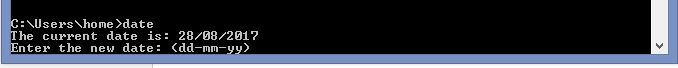 C:\Users\home>date
The current date is: 28/08/2017
Enter the new date: (dd-mm-yy)